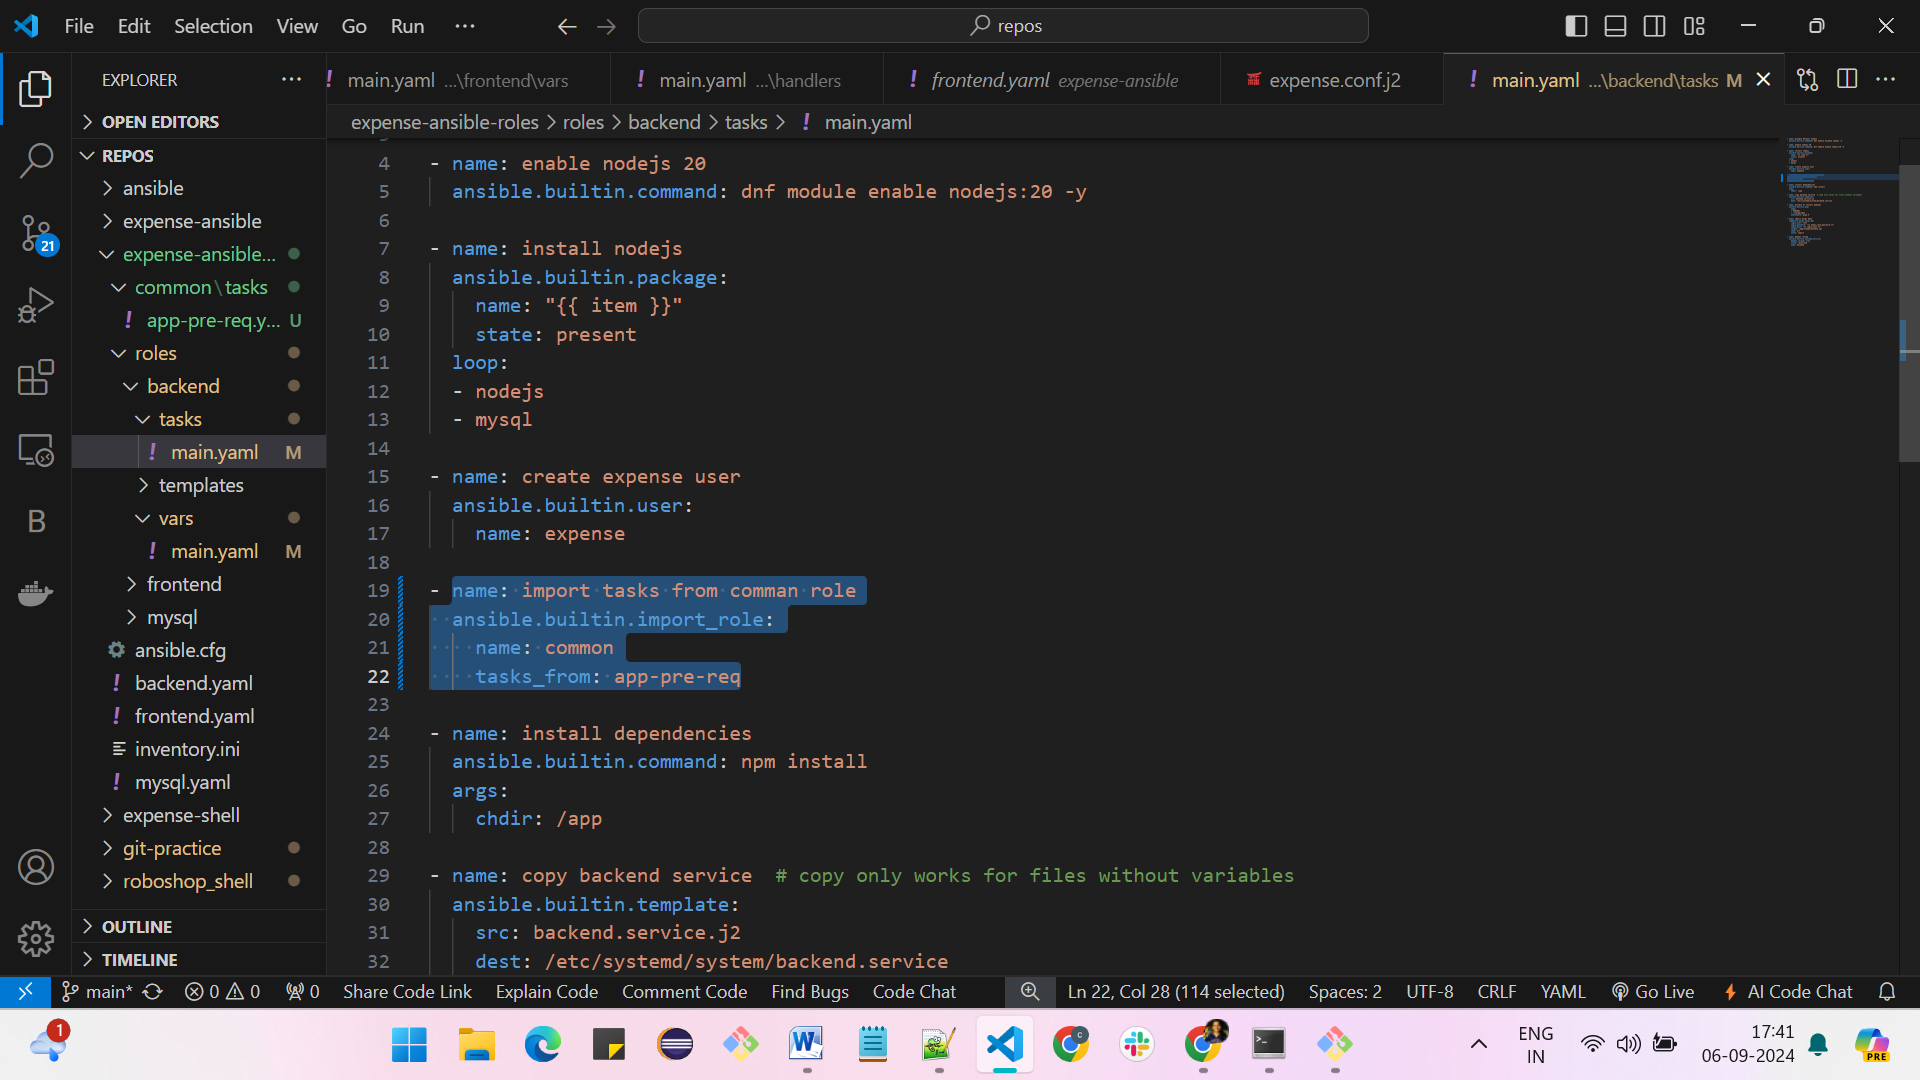 File Edit Selection View Go Run ···
repos
EXPLORER ···
OPEN EDITORS
REPOS
ansible
expense-ansible
expense-ansible...
common\tasks
app-pre-req.y... U
roles
backend
tasks
main.yaml M
templates
vars
main.yaml M
frontend
mysql
ansible.cfg
backend.yaml
frontend.yaml
inventory.ini
mysql.yaml
expense-shell
git-practice
roboshop_shell
OUTLINE
TIMELINE
21
B
! main.yaml ...\frontend\vars
! main.yaml ...\handlers
! frontend.yaml expense-ansible
expense.conf.j2
! main.yaml ...\backend\tasks M
expense-ansible-roles > roles > backend > tasks > ! main.yaml
4 - name: enable nodejs 20
5 ansible.builtin.command: dnf module enable nodejs:20 -y
6
7 - name: install nodejs
8 ansible.builtin.package:
9 name: "{{ item }}"
10 state: present
11 loop:
12 - nodejs
13 - mysql
14
15 - name: create expense user
16 ansible.builtin.user:
17 name: expense
18
19 - name: import tasks from comman role
20 ansible.builtin.import_role:
21 name: common
22 tasks_from: app-pre-req
23
24 - name: install dependencies
25 ansible.builtin.command: npm install
26 args:
27 chdir: /app
28
29 - name: copy backend service # copy only works for files without variables
30 ansible.builtin.template:
31 src: backend.service.j2
32 dest: /etc/systemd/system/backend.service
main* 0 0 0 Share Code Link Explain Code Comment Code Find Bugs Code Chat Ln 22, Col 28 (114 selected) Spaces: 2 UTF-8 CRLF YAML Go Live AI Code Chat
1
ENG
IN
17:41
06-09-2024
PRE